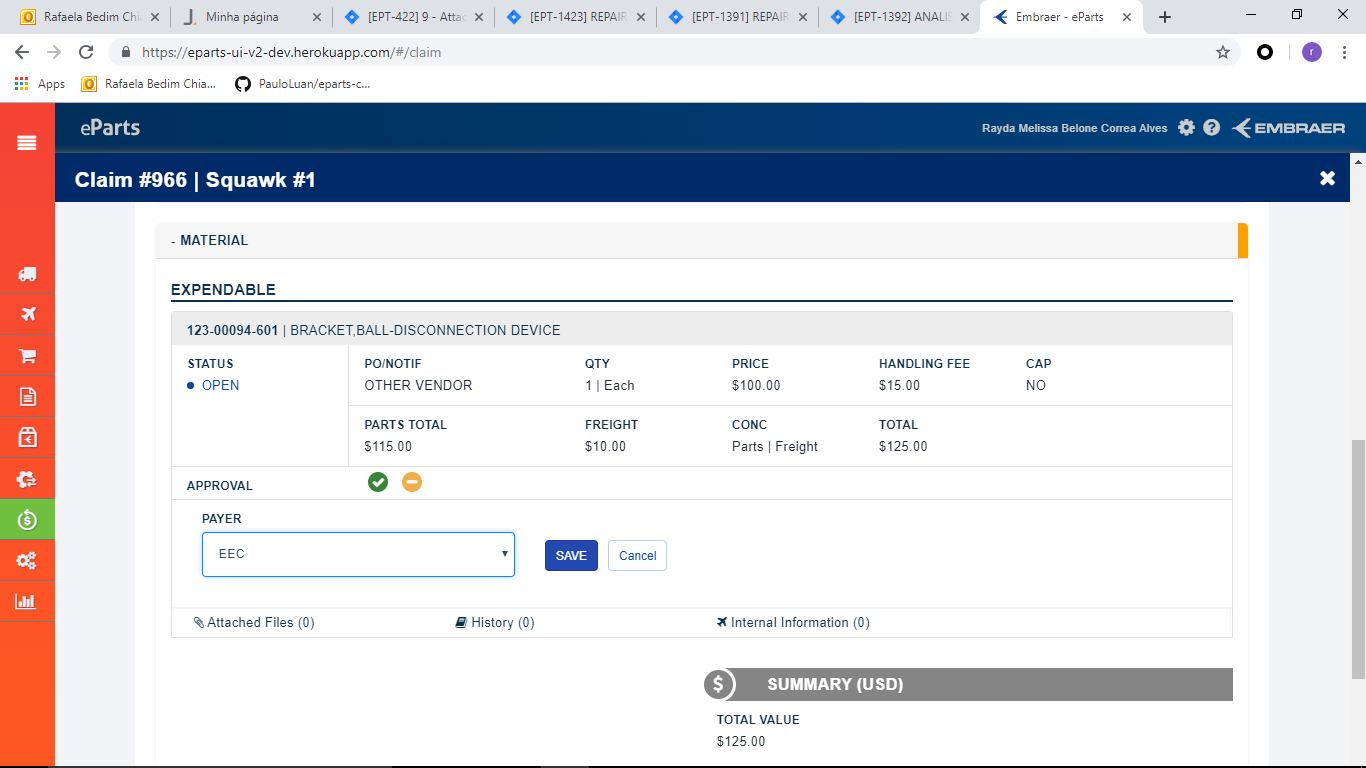 Rafaela Bedim Chi
Minha página
[EPT-422] 9 - Attac
[EPT-1423] REPAIR
[EPT-1391] REPAIR
[EPT-1392] ANALIS
Embraer - eParts
https://eparts-ui-v2-dev.herokuapp.com/#/claim
r
Apps
Rafaela Bedim Chia...
PauloLuan/eparts-c...
eParts
Rayda Melissa Belone Correa Alves
EMBRAER
Claim #966 | Squawk #1
- MATERIAL
EXPENDABLE
123-00094-601 | BRACKET,BALL-DISCONNECTION DEVICE
STATUS PO/NOTIF QTY PRICE HANDLING FEE CAP
OPEN OTHER VENDOR 1 | Each $100.00 $15.00 NO
PARTS TOTAL FREIGHT CONC TOTAL
$115.00 $10.00 Parts | Freight $125.00
APPROVAL
PAYER
EEC SAVE Cancel
Attached Files (0) History (0) Internal Information (0)
$ SUMMARY (USD)
TOTAL VALUE
$125.00